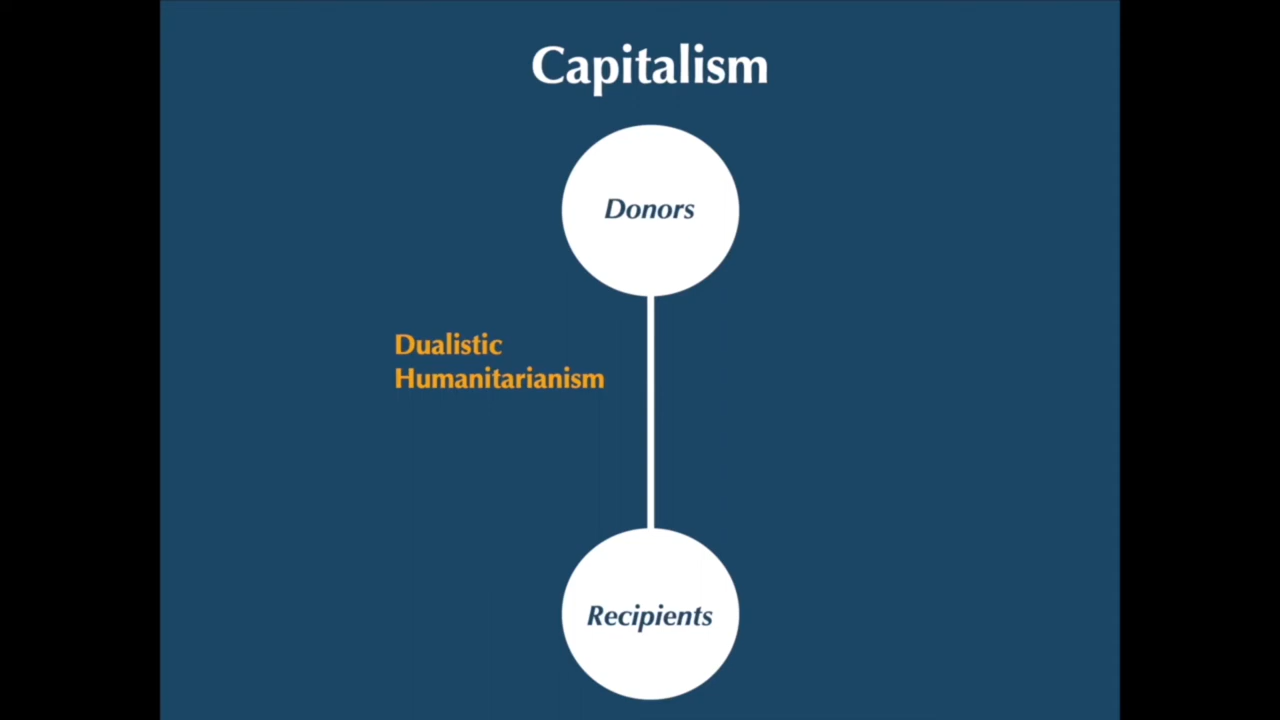 Capitalism
Donors
Dualistic
Humanitarianism
Recipients